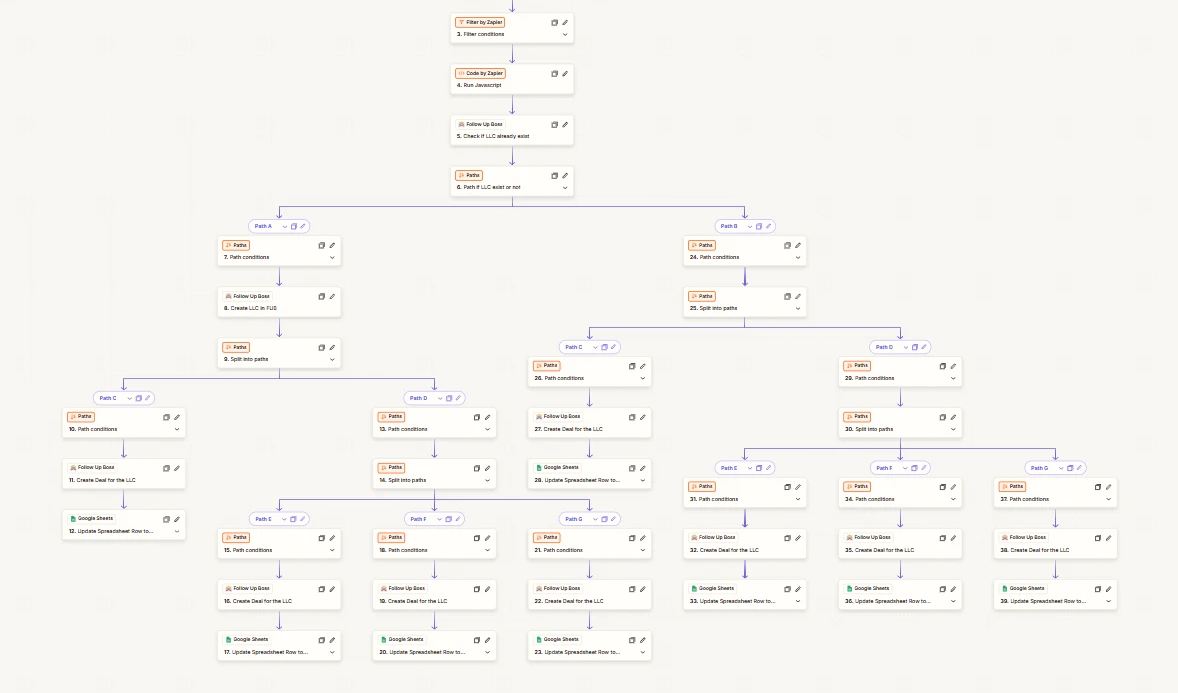 Filter by Zapier
3. Filter conditions
Code by Zapier
4. Run Javascript
Follow Up Boss
5. Check if LLC already exist
Paths
6. Path if LLC exist or not
Path A
Path B
Paths
7. Path conditions
Paths
24. Path conditions
Follow Up Boss
8. Create LLC in FUB
Paths
25. Split into paths
Paths
9. Split into paths
Path C
Path D
Paths
26. Path conditions
Paths
29. Path conditions
Path C
Path D
Paths
10. Path conditions
Paths
13. Path conditions
Follow Up Boss
27. Create Deal for the LLC
Paths
30. Split into paths
Follow Up Boss
11. Create Deal for the LLC
Paths
14. Split into paths
Google Sheets
28. Update Spreadsheet Row to...
Path E
Path F
Path G
Paths
31. Path conditions
Paths
34. Path conditions
Paths
37. Path conditions
Google Sheets
12. Update Spreadsheet Row to...
Path E
Path F
Path G
Paths
15. Path conditions
Paths
18. Path conditions
Paths
21. Path conditions
Follow Up Boss
32. Create Deal for the LLC
Follow Up Boss
35. Create Deal for the LLC
Follow Up Boss
38. Create Deal for the LLC
Follow Up Boss
16. Create Deal for the LLC
Follow Up Boss
19. Create Deal for the LLC
Follow Up Boss
22. Create Deal for the LLC
Google Sheets
33. Update Spreadsheet Row to...
Google Sheets
36. Update Spreadsheet Row to...
Google Sheets
39. Update Spreadsheet Row to...
Google Sheets
17. Update Spreadsheet Row to...
Google Sheets
20. Update Spreadsheet Row to...
Google Sheets
23. Update Spreadsheet Row to...